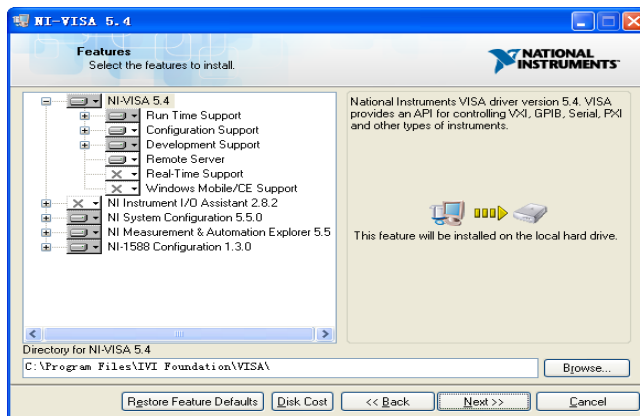 NI-VISA 5.4
Features
Select the features to install.
NATIONAL
INSTRUMENTS™
NI-VISA 5.4
Run Time Support
Configuration Support
Development Support
Remote Server
Real-Time Support
Windows Mobile/CE Support
NI Instrument I/O Assistant 2.8.2
NI System Configuration 5.5.0
NI Measurement & Automation Explorer 5.5
NI-1588 Configuration 1.3.0
National Instruments VISA driver version 5.4. VISA
provides an API for controlling VXI, GPIB, Serial, PXI
and other types of instruments.
This feature will be installed on the local hard drive.
Directory for NI-VISA 5.4
C:\Program Files\IVI Foundation\VISA\
Browse...
Restore Feature Defaults
Disk Cost
<< Back
Next >>
Cancel